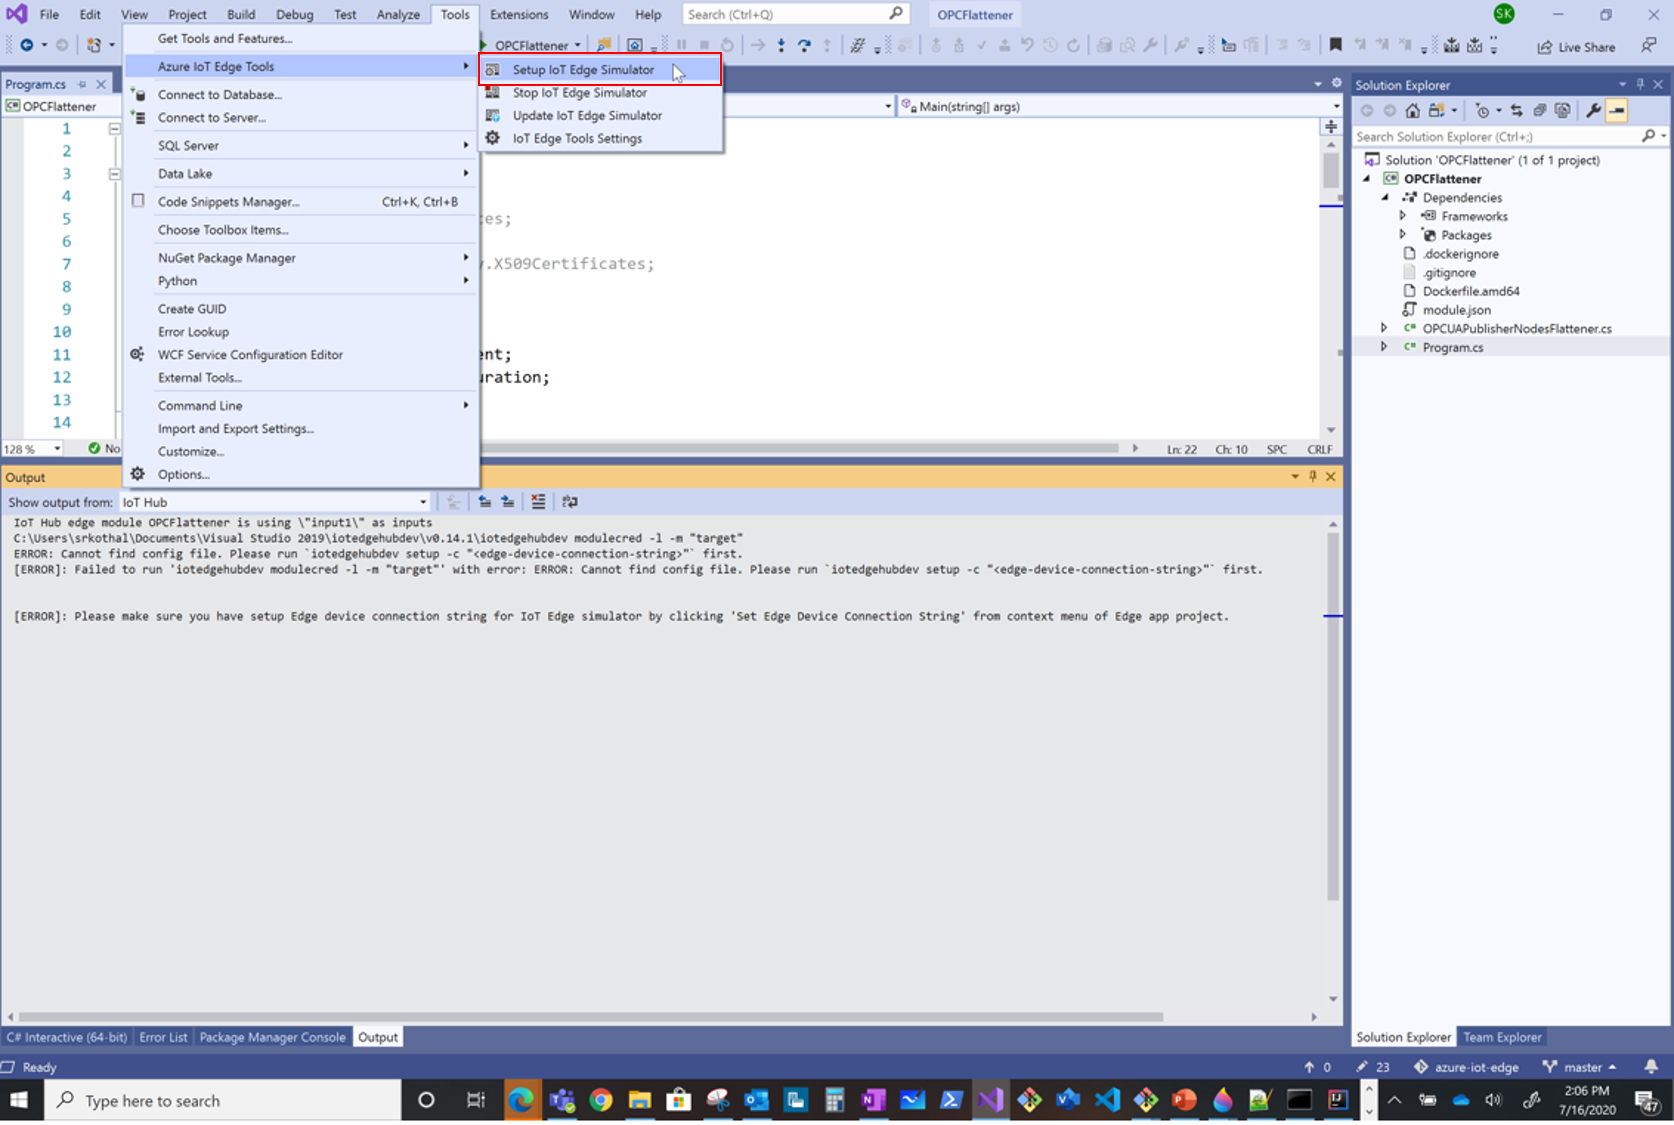 File Edit View Project Build Debug Test Analyze Tools Extensions Window Help Search (Ctrl+Q) OPCFlattener SK
Get Tools and Features...
Azure IoT Edge Tools
Connect to Database...
Connect to Server...
SQL Server
Data Lake
Code Snippets Manager... Ctrl+K, Ctrl+B
Choose Toolbox Items...
NuGet Package Manager
Python
Create GUID
Error Lookup
WCF Service Configuration Editor
External Tools...
Command Line
Import and Export Settings...
Customize...
Options...
OPCFlattener
Live Share
Setup IoT Edge Simulator
Stop IoT Edge Simulator
Update IoT Edge Simulator
IoT Edge Tools Settings
Program.cs
OPCFlattener
Main(string[] args)
1
2
3
4
5 es;
6
7 .X509Certificates;
8
9
10
11 nt;
12 uration;
13
14
128 % No
Ln: 22 Ch: 10 SPC CRLF
Solution Explorer
Search Solution Explorer (Ctrl+;)
Solution 'OPCFlattener' (1 of 1 project)
OPCFlattener
Dependencies
Frameworks
Packages
.dockerignore
.gitignore
Dockerfile.amd64
module.json
OPCUAPublisherNodesFlattener.cs
Program.cs
Output
Show output from: IoT Hub
IoT Hub edge module OPCFlattener is using \"input1\" as inputs
C:\Users\srkothal\Documents\Visual Studio 2019\iotedgehubdev\v0.14.1\iotedgehubdev modulecred -l -m "target"
ERROR: Cannot find config file. Please run `iotedgehubdev setup -c "<edge-device-connection-string>"` first.
[ERROR]: Failed to run 'iotedgehubdev modulecred -l -m "target"' with error: ERROR: Cannot find config file. Please run `iotedgehubdev setup -c "<edge-device-connection-string>"` first.
[ERROR]: Please make sure you have setup Edge device connection string for IoT Edge simulator by clicking 'Set Edge Device Connection String' from context menu of Edge app project.
C# Interactive (64-bit) Error List Package Manager Console Output
Solution Explorer Team Explorer
Ready 0 23 azure-iot-edge master
Type here to search
2:06 PM
7/16/2020
47